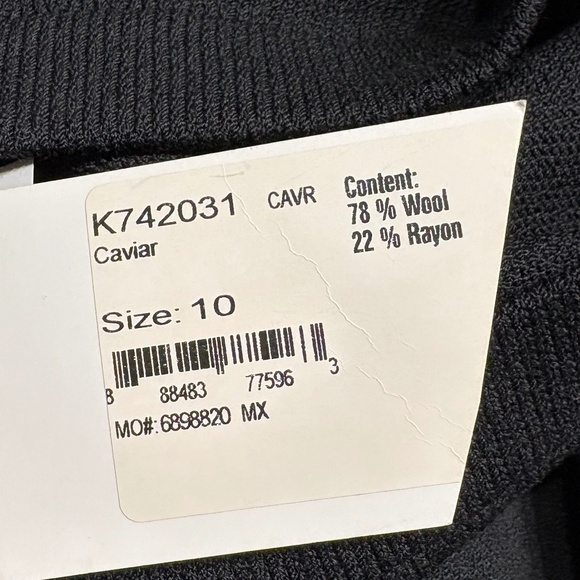 K742031 CAVR
Caviar
Content:
78 % Wool
22 % Rayon
Size: 10
8 88483 77596 3
MO#: 6898820 MX